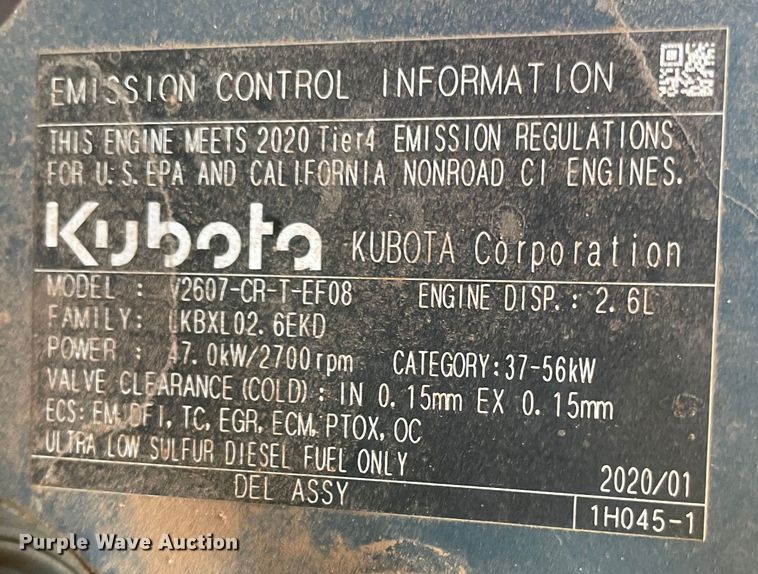 EMISSION CONTROL INFORMATION
THIS ENGINE MEETS 2020 Tier4 EMISSION REGULATIONS
FOR U.S.EPA AND CALIFORNIA NONROAD CI ENGINES.
Kubota KUBOTA Corporation
MODEL : V2607-CR-T-EF08 ENGINE DISP.: 2.6L
FAMILY: LKBXL02.6EKD
POWER : 47.0kW/2700rpm CATEGORY:37-56kW
VALVE CLEARANCE(COLD): IN 0.15mm EX 0.15mm
ECS: EM,DFI, TC, EGR, ECM, PTOX, OC
ULTRA LOW SULFUR DIESEL FUEL ONLY
2020/01
DEL ASSY
1H045-1
Purple Wave Auction